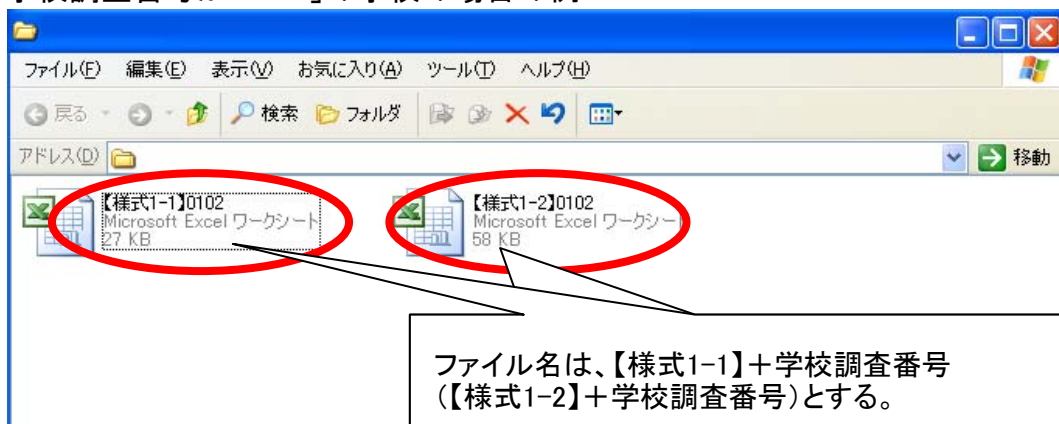 ファイル(F) 編集(E) 表示(V) お気に入り(A) ツール(T) ヘルプ(H)
戻る 検索 フォルダ
アドレス(D) 移動
【様式1-1】0102
Microsoft Excel ワークシート
27 KB
【様式1-2】0102
Microsoft Excel ワークシート
58 KB
ファイル名は、【様式1-1】+学校調査番号
(【様式1-2】+学校調査番号)とする。